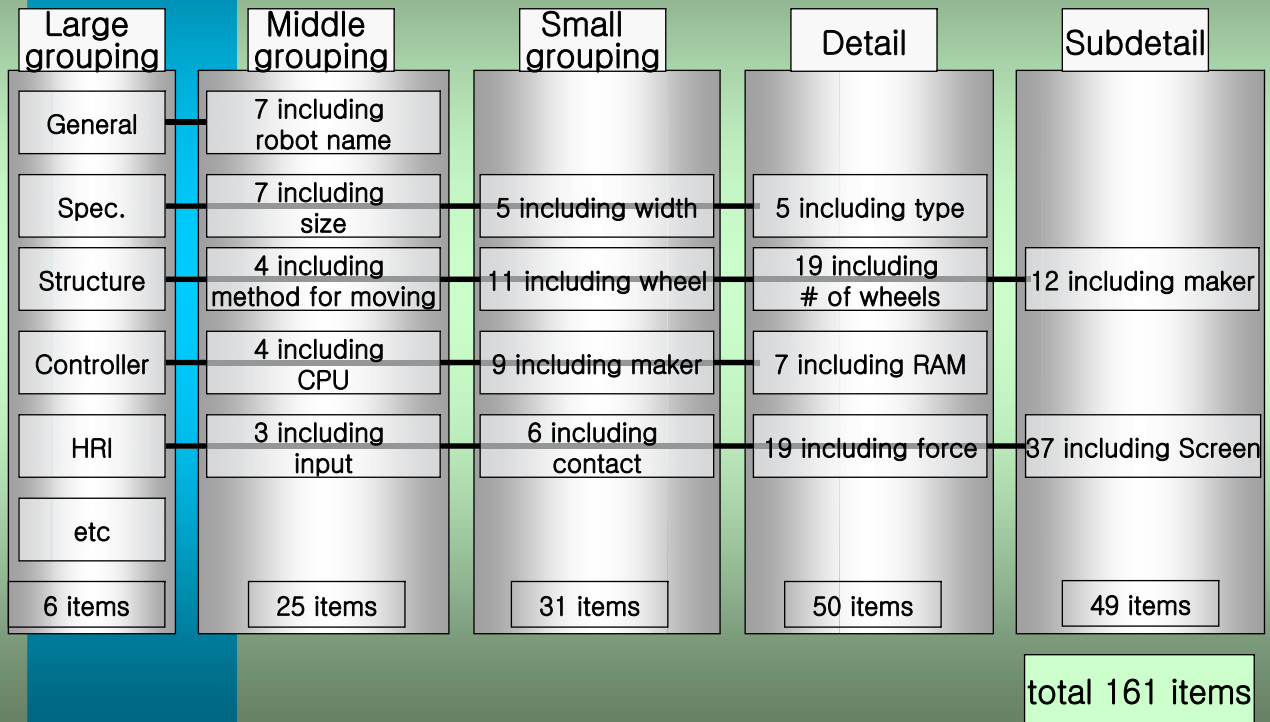 Large
grouping
Middle
grouping
Small
grouping
Detail
Subdetail
General
7 including
robot name
Spec.
7 including
size
5 including width
5 including type
Structure
4 including
method for moving
11 including wheel
19 including
# of wheels
12 including maker
Controller
4 including
CPU
9 including maker
7 including RAM
HRI
3 including
input
6 including
contact
19 including force
37 including Screen
etc
6 items
25 items
31 items
50 items
49 items
total 161 items